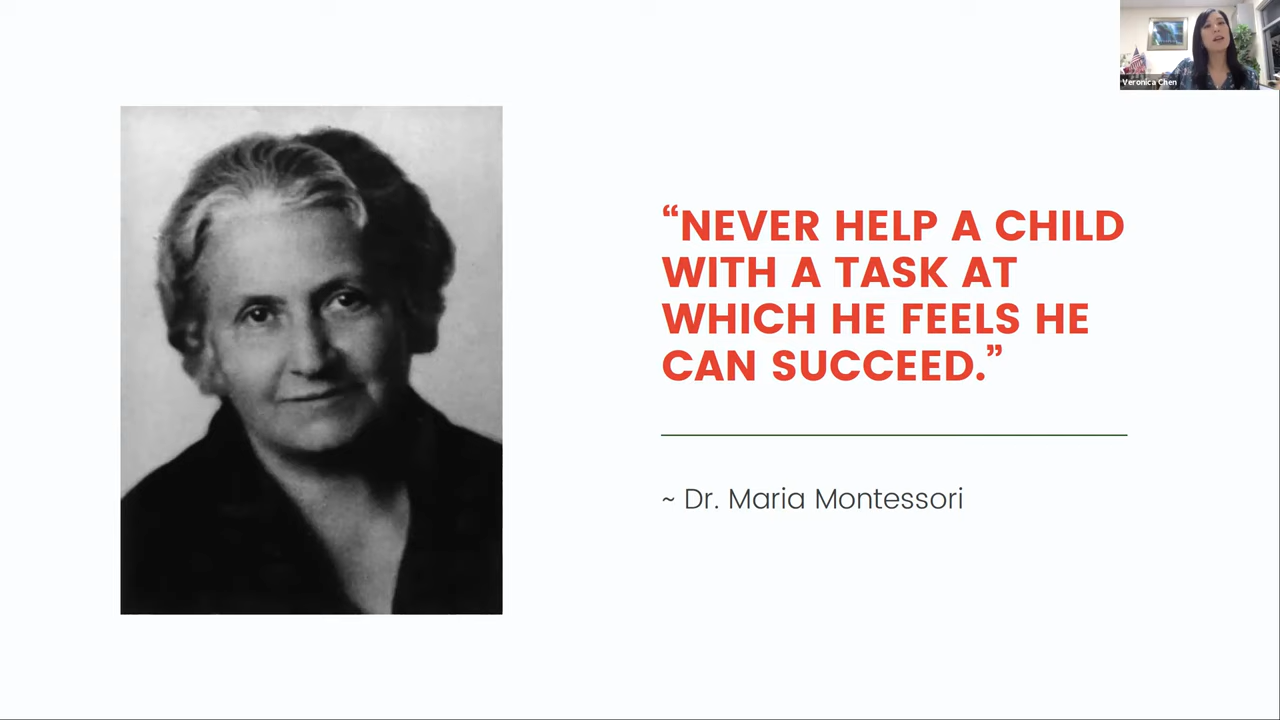 Veronica Chen
“NEVER HELP A CHILD
WITH A TASK AT
WHICH HE FEELS HE
CAN SUCCEED.”
~ Dr. Maria Montessori